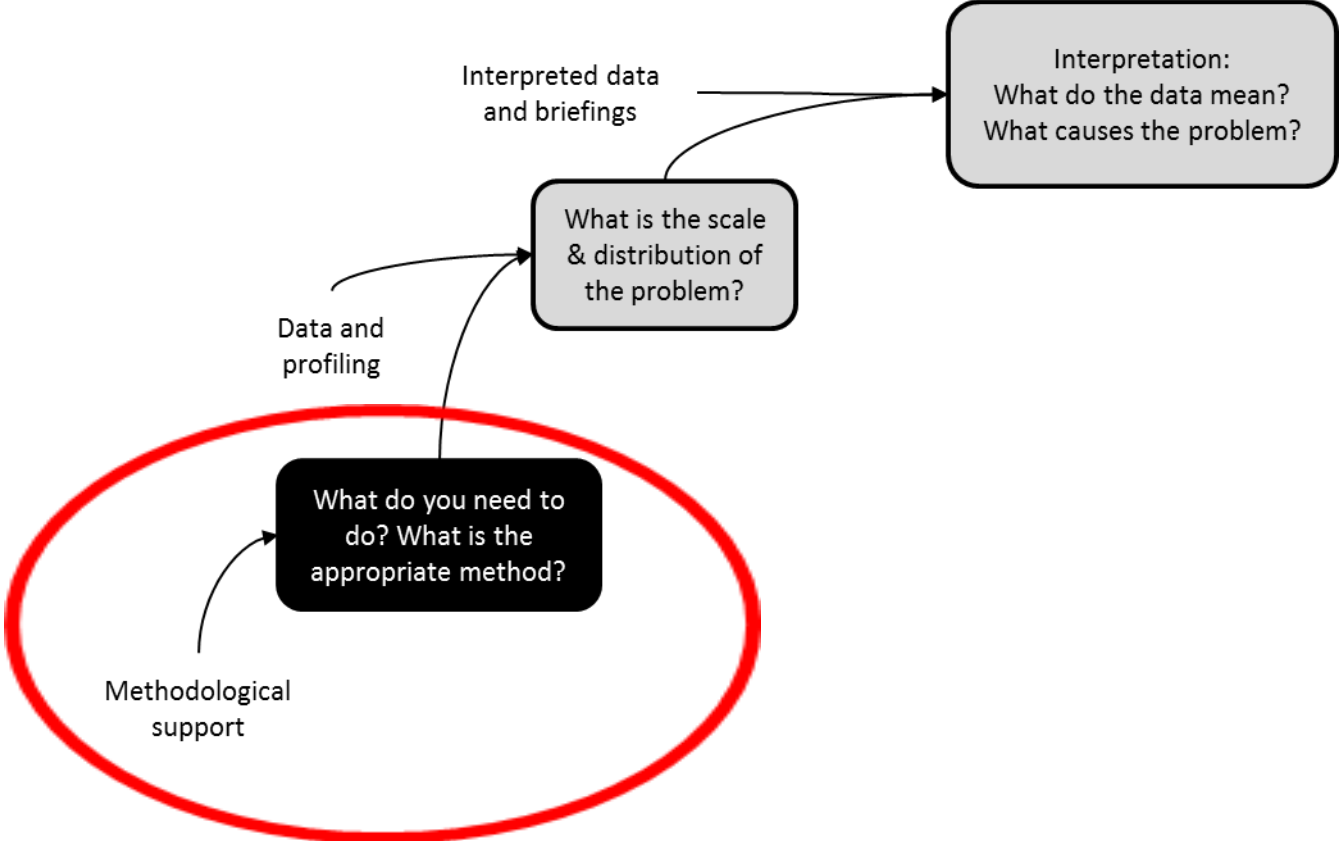 Interpretation:
What do the data mean?
What causes the problem?
Interpreted data
and briefings
What is the scale
& distribution of
the problem?
Data and
profiling
What do you need to
do? What is the
appropriate method?
Methodological
support